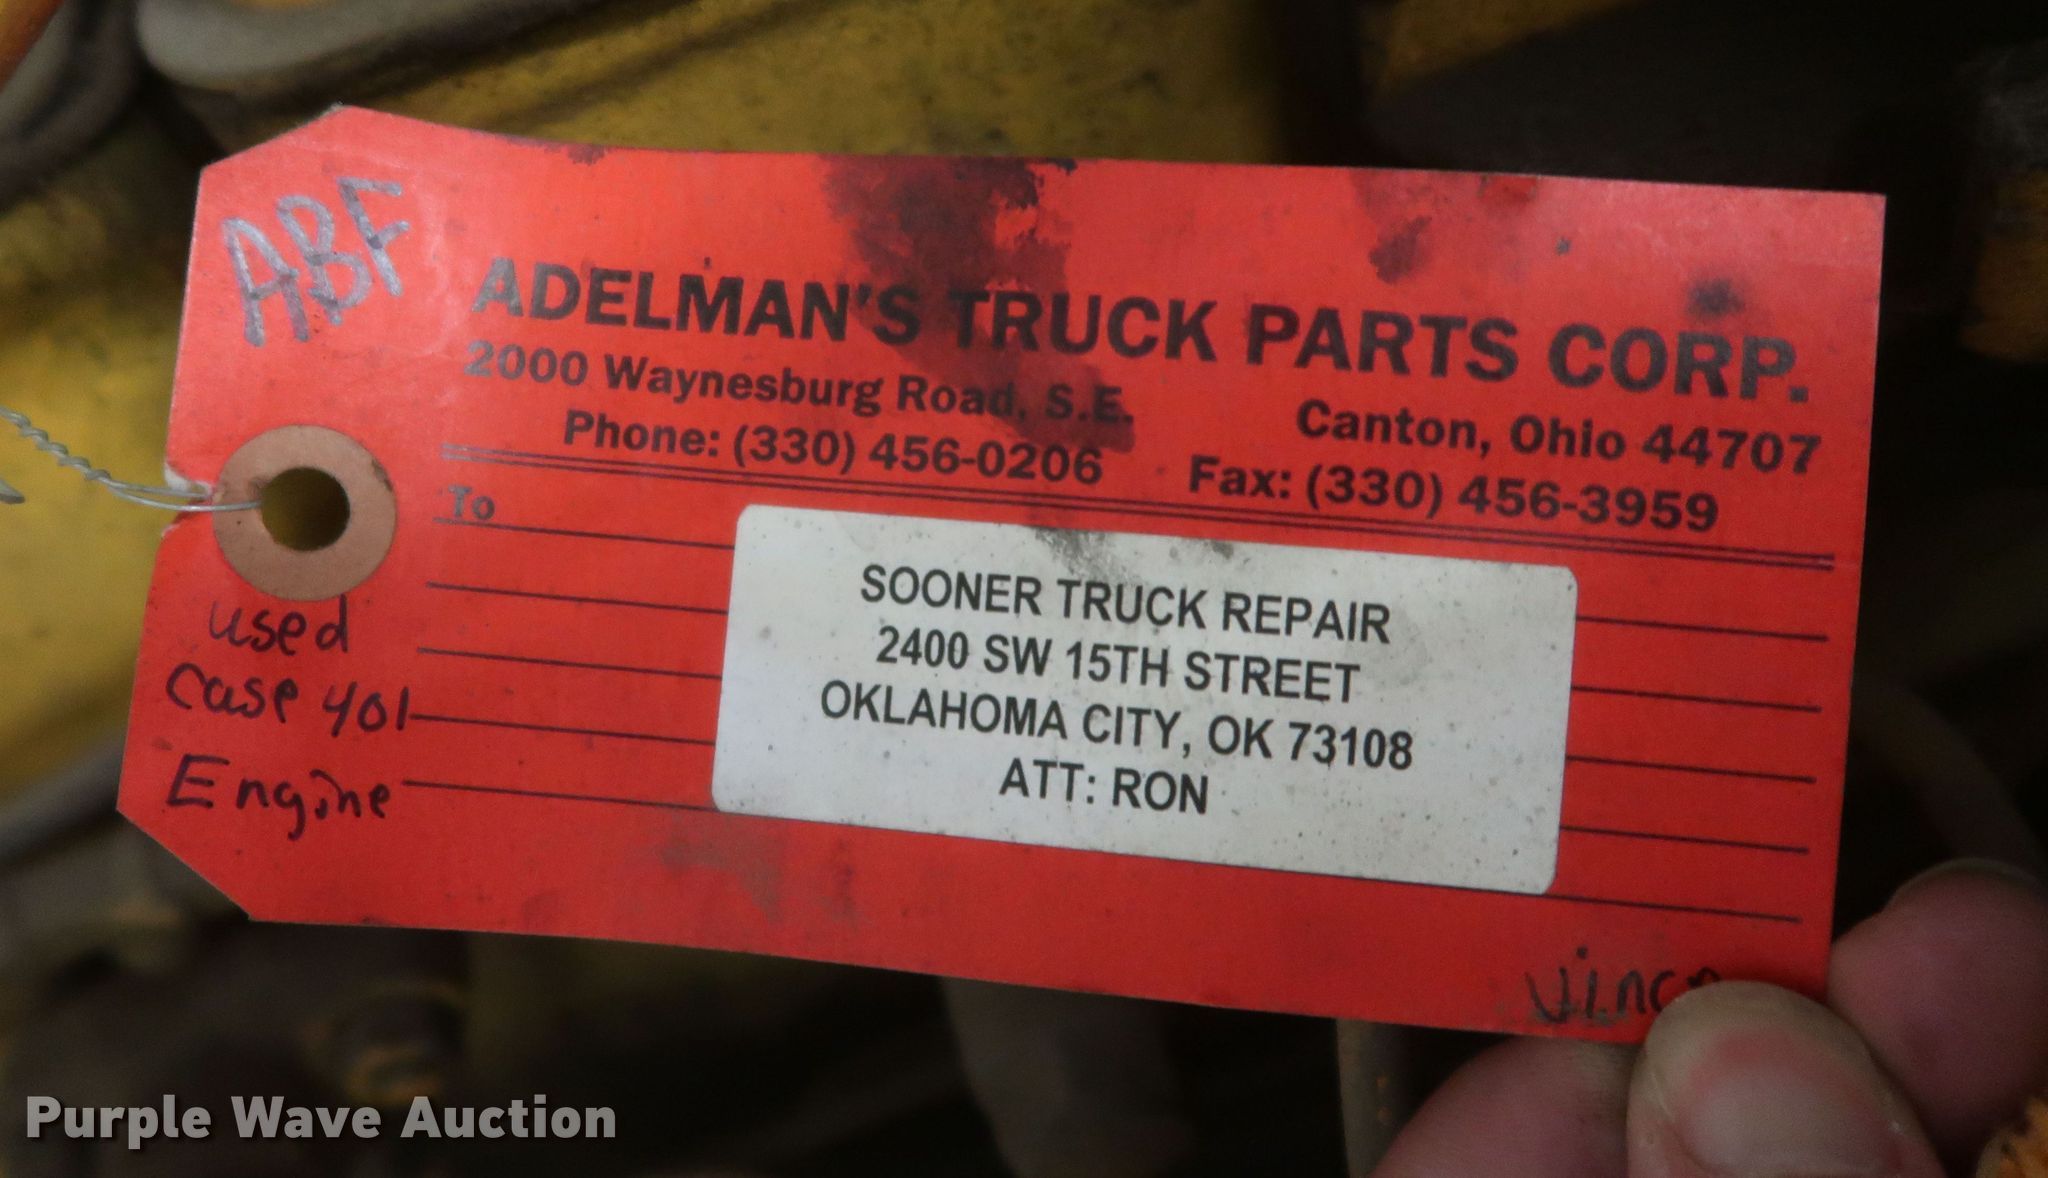 ABF
ADELMAN'S TRUCK PARTS CORP.
2000 Waynesburg Road, S.E. Canton, Ohio 44707
Phone: (330) 456-0206 Fax: (330) 456-3959
To
SOONER TRUCK REPAIR
2400 SW 15TH STREET
OKLAHOMA CITY, OK 73108
ATT: RON
used
Case 401
Engine
Purple Wave Auction